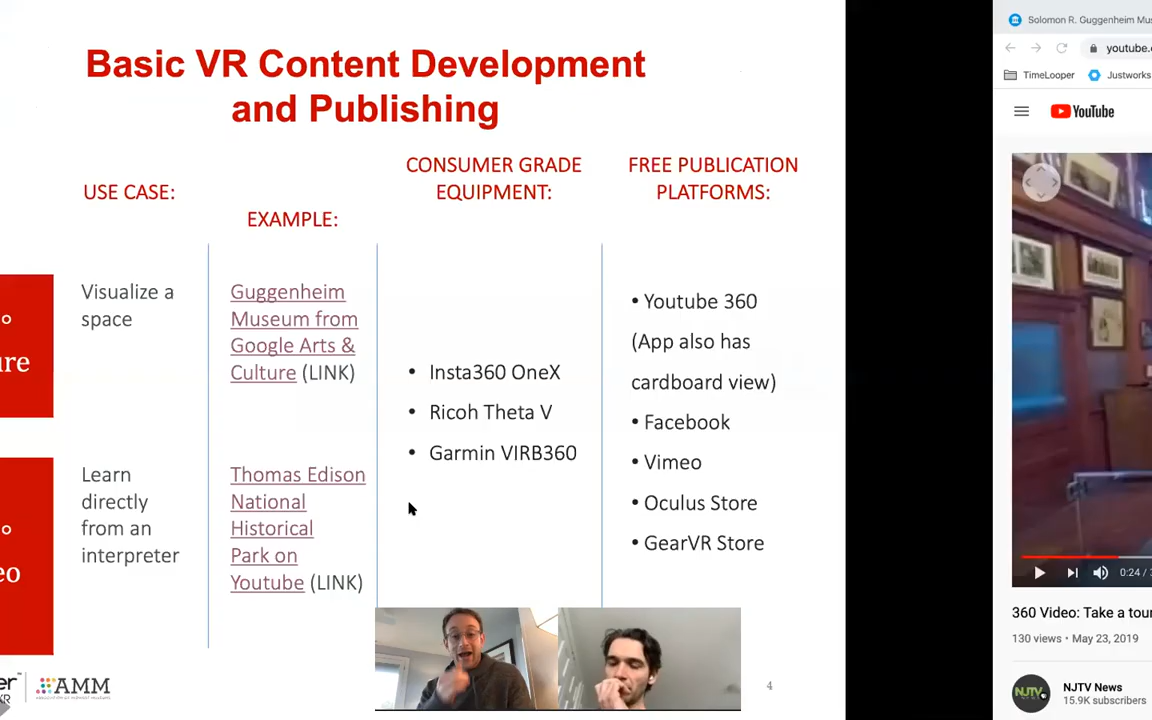 Basic VR Content Development
and Publishing
USE CASE:
EXAMPLE:
CONSUMER GRADE
EQUIPMENT:
FREE PUBLICATION
PLATFORMS:
Visualize a
space
Guggenheim
Museum from
Google Arts &
Culture (LINK)
Learn
directly
from an
interpreter
Thomas Edison
National
Historical
Park on
Youtube (LINK)
• Insta360 OneX
• Ricoh Theta V
• Garmin VIRB360
• Youtube 360
(App also has
cardboard view)
• Facebook
• Vimeo
• Oculus Store
• GearVR Store
AMM
4
Solomon R. Guggenheim Mus
youtube.
TimeLooper
Justworks
YouTube
0:24 /
360 Video: Take a tour
130 views • May 23, 2019
NJTV
NJTV News
15.9K subscribers